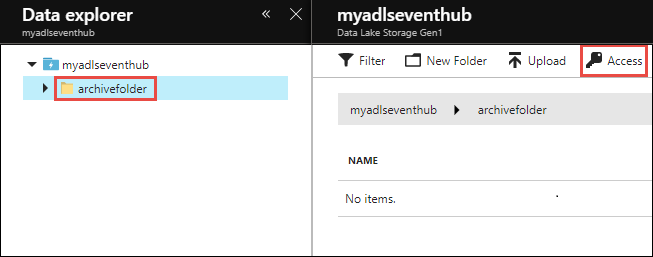 Data explorer
myadlseventhub
myadlseventhub
archivefolder
myadlseventhub
Data Lake Storage Gen1
Filter New Folder Upload Access
myadlseventhub archivefolder
NAME
No items.